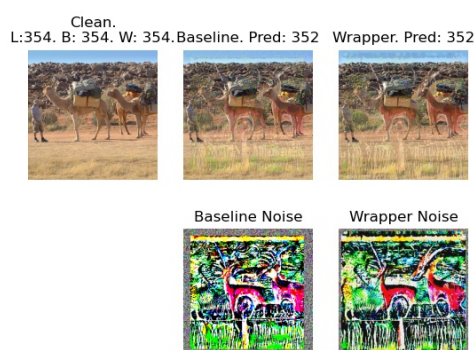 Clean.
L:354. B: 354. W: 354. Baseline. Pred: 352 Wrapper. Pred: 352
Baseline Noise Wrapper Noise